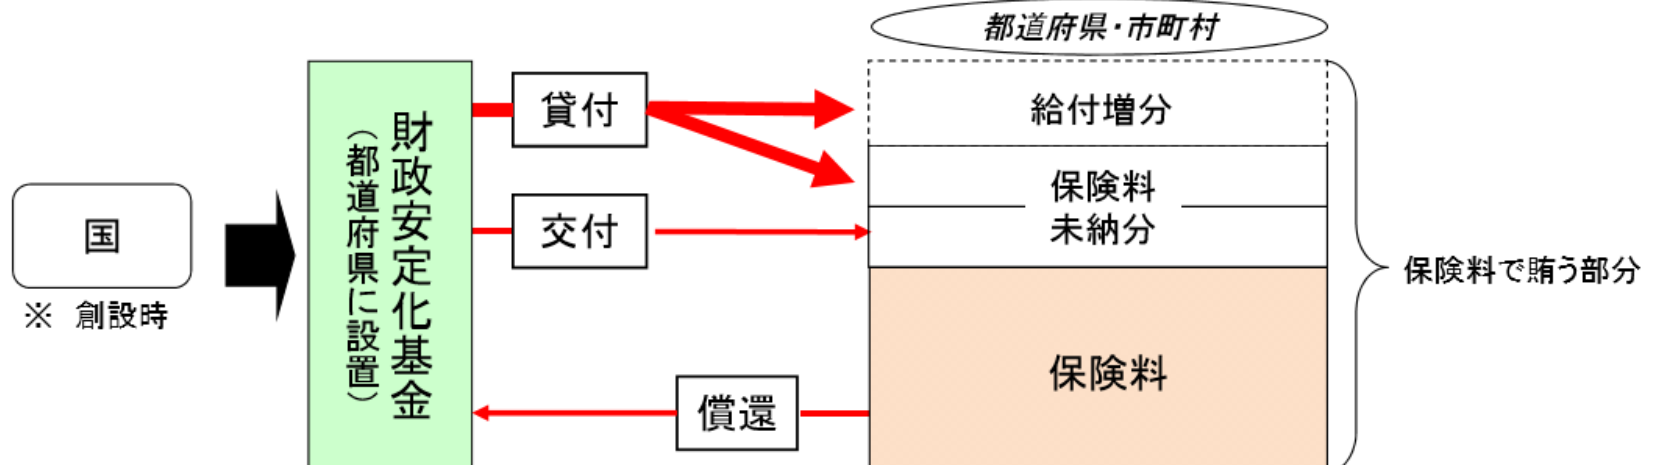 都道府県・市町村
国
※ 創設時
財政安定化基金
（都道府県に設置）
貸付
交付
償還
給付増分
保険料
未納分
保険料
保険料で賄う部分